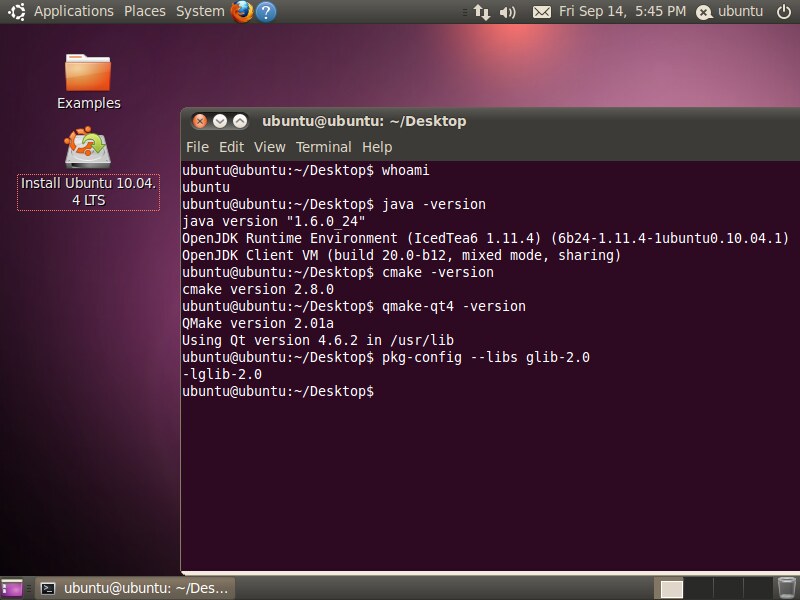 Applications Places System
Fri Sep 14, 5:45 PM ubuntu
Examples
Install Ubuntu 10.04.
4 LTS
ubuntu@ubuntu: ~/Desktop
File Edit View Terminal Help
ubuntu@ubuntu:~/Desktop$ whoami
ubuntu
ubuntu@ubuntu:~/Desktop$ java -version
java version "1.6.0_24"
OpenJDK Runtime Environment (IcedTea6 1.11.4) (6b24-1.11.4-1ubuntu0.10.04.1)
OpenJDK Client VM (build 20.0-b12, mixed mode, sharing)
ubuntu@ubuntu:~/Desktop$ cmake -version
cmake version 2.8.0
ubuntu@ubuntu:~/Desktop$ qmake-qt4 -version
QMake version 2.01a
Using Qt version 4.6.2 in /usr/lib
ubuntu@ubuntu:~/Desktop$ pkg-config --libs glib-2.0
-lglib-2.0
ubuntu@ubuntu:~/Desktop$
ubuntu@ubuntu: ~/Des...